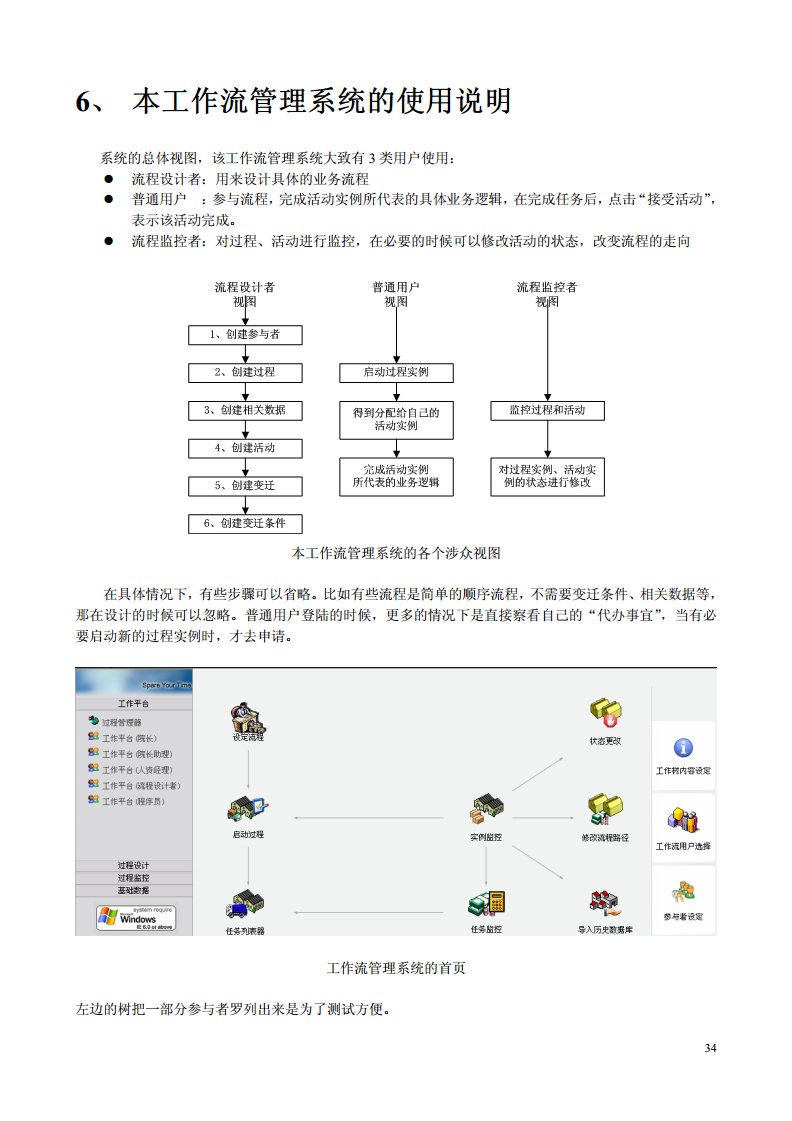 6、 本工作流管理系统的使用说明
系统的总体视图，该工作流管理系统大致有 3 类用户使用：
● 流程设计者：用来设计具体的业务流程
● 普通用户 ：参与流程，完成活动实例所代表的具体业务逻辑，在完成任务后，点击“接受活动”，
表示该活动完成。
● 流程监控者：对过程、活动进行监控，在必要的时候可以修改活动的状态，改变流程的走向
流程设计者
视图
1、创建参与者
2、创建过程
3、创建相关数据
4、创建活动
5、创建变迁
6、创建变迁条件
普通用户
视图
启动过程实例
得到分配给自己的
活动实例
完成活动实例
所代表的业务逻辑
流程监控者
视图
监控过程和活动
对过程实例、活动实
例的状态进行修改
本工作流管理系统的各个涉众视图
在具体情况下，有些步骤可以省略。比如有些流程是简单的顺序流程，不需要变迁条件、相关数据等，
那在设计的时候可以忽略。普通用户登陆的时候，更多的情况下是直接察看自己的“代办事宜”，当有必
要启动新的过程实例时，才去申请。
Spare Your Time
工作平台
过程管理器
工作平台(院长)
工作平台(院长助理)
工作平台(人资经理)
工作平台(流程设计者)
工作平台(程序员)
过程设计
过程监控
基础数据
system require
Microsoft
Windows
IE 6.0 or above
设定流程
启动过程
任务列表器
实例监控
任务监控
状态更改
修改流程路径
导入历史数据库
工作树内容设定
工作流用户选择
参与者设定
工作流管理系统的首页
左边的树把一部分参与者罗列出来是为了测试方便。
34